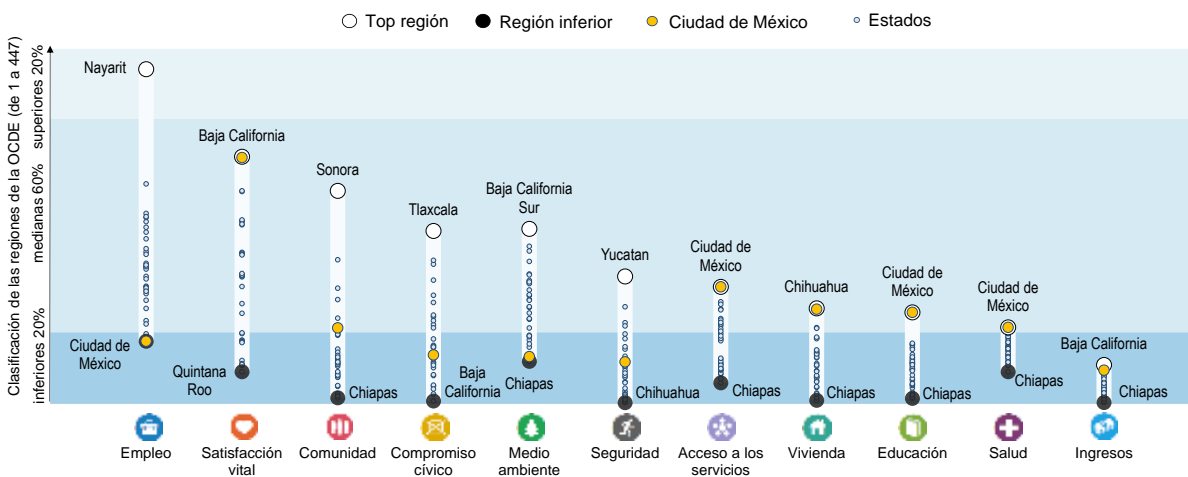 Top región
Región inferior
Ciudad de México
Estados
Clasificación de las regiones de la OCDE (de 1 a 447)
inferiores 20%
medianas 60%
superiores 20%
Nayarit
Ciudad de
México
Baja California
Quintana
Roo
Sonora
Chiapas
Tlaxcala
Baja
California
Baja California
Sur
Chiapas
Yucatan
Chihuahua
Ciudad de
México
Chiapas
Chihuahua
Chiapas
Ciudad de
México
Chiapas
Ciudad de
México
Chiapas
Baja California
Chiapas
Empleo
Satisfacción
vital
Comunidad
Compromiso
cívico
Medio
ambiente
Seguridad
Acceso a los
servicios
Vivienda
Educación
Salud
Ingresos